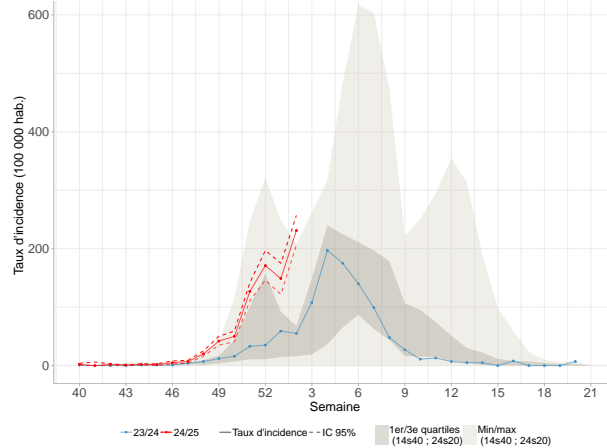 600
400
200
0
Taux d'incidence (100 000 hab.)
40 43 46 49 52 3 6 9 12 15 18 21
Semaine
23/24 24/25 Taux d'incidence IC 95% 1er/3e quartiles Min/max
(14s40 ; 24s20) (14s40 ; 24s20)